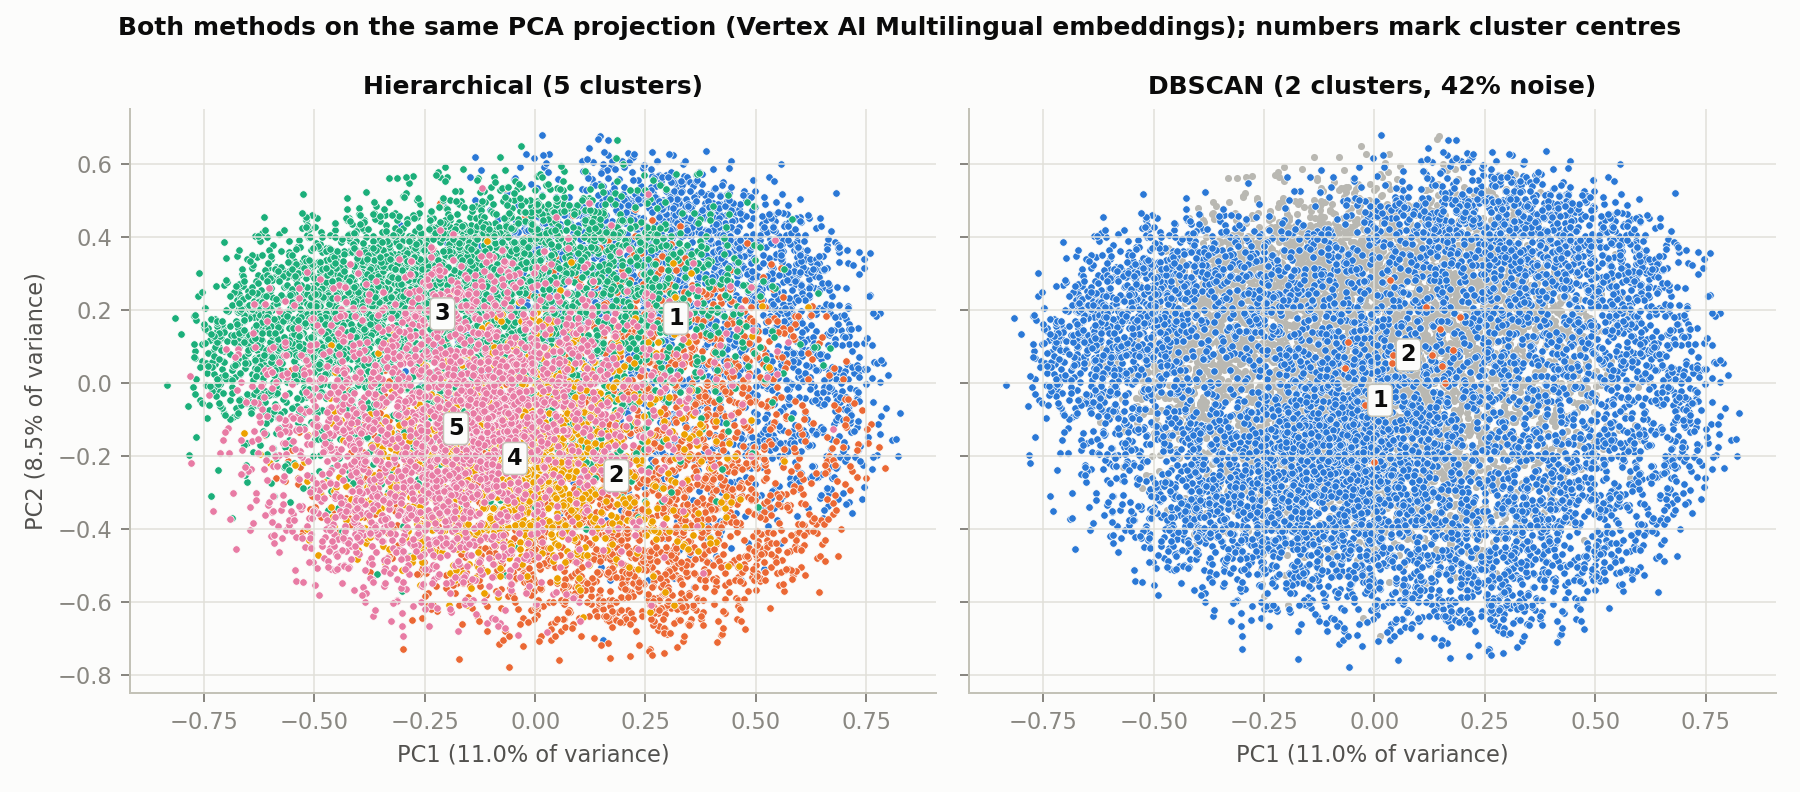 Both methods on the same PCA projection (Vertex AI Multilingual embeddings); numbers mark cluster centres
Hierarchical (5 clusters)
DBSCAN (2 clusters, 42% noise)
PC2 (8.5% of variance)
0.6
0.4
0.2
0.0
−0.2
−0.4
−0.6
−0.8
3
1
5
4
2
2
1
−0.75 −0.50 −0.25 0.00 0.25 0.50 0.75
−0.75 −0.50 −0.25 0.00 0.25 0.50 0.75
PC1 (11.0% of variance)
PC1 (11.0% of variance)